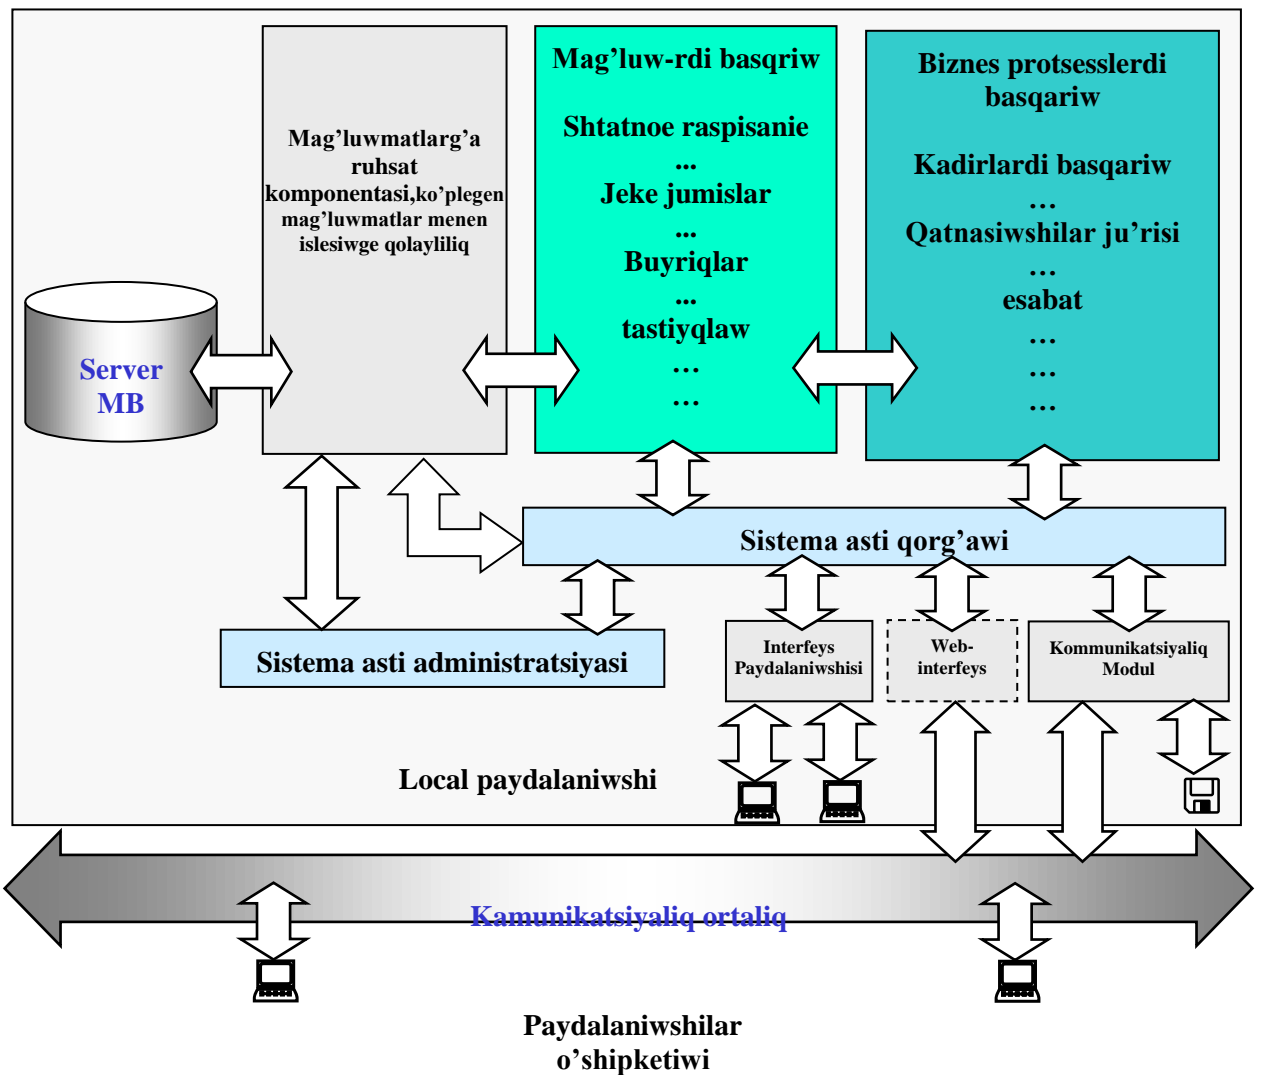 Mag’luwmatlarg’a
ruhsat
komponentasi,ko’plegen
mag’luwmatlar menen
islesiwge qolayliliq
Mag’luw-rdi basqriw
Shtatnoe raspisanie
...
Jeke jumislar
...
Buyriqlar
...
tastiyqlaw
…
…
Biznes protsesslerdi
basqariw
Kadirlardi basqariw
…
Qatnasiwshilar ju’risi
…
esabat
…
…
…
Server
MB
Sistema asti qorg’awi
Sistema asti administratsiyasi
Interfeys
Paydalaniwshisi
Web-
interfeys
Kommunikatsiyaliq
Modul
Local paydalaniwshi
Kamunikatsiyaliq ortaliq
Paydalaniwshilar
o’shipketiwi